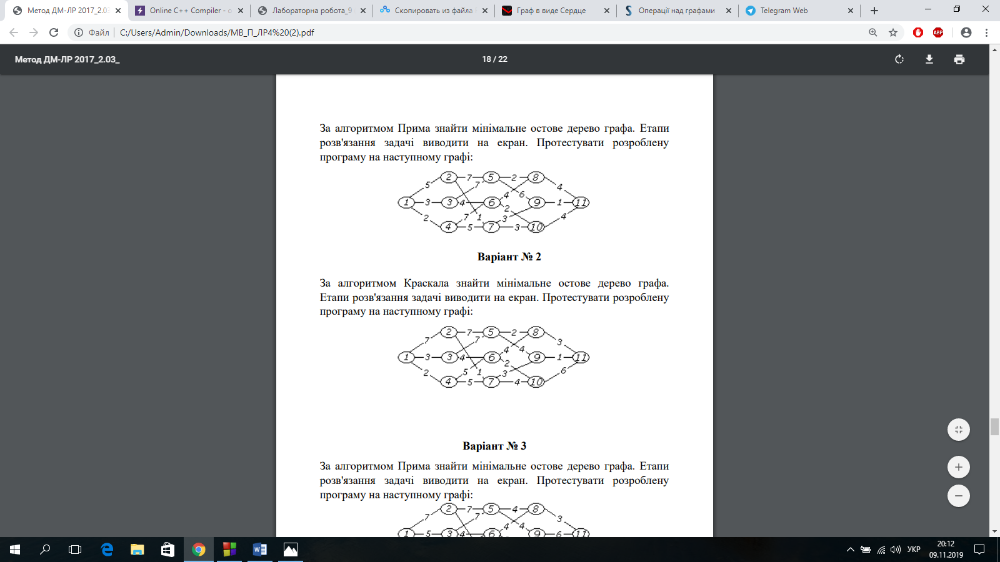 Метод ДМ-ЛР 2017_2.03
Online C++ Compiler - o
Лабораторна робота_9
Скопировать из файла
Граф в виде Сердце
Операції над графами
Telegram Web
Файл
C:/Users/Admin/Downloads/МВ_П_ЛР4%20(2).pdf
ABP
Метод ДМ-ЛР 2017_2.03_
18 / 22
За алгоритмом Прима знайти мінімальне остове дерево графа. Етапи
розв'язання задачі виводити на екран. Протестувати розроблену
програму на наступному графі:
2 7 5 2 8
5 7 4
4 6
1 3 3 4 6 9 1 11
2
2 7 1 3 4
4 5 7 3 10
Варіант № 2
За алгоритмом Краскала знайти мінімальне остове дерево графа.
Етапи розв'язання задачі виводити на екран. Протестувати розроблену
програму на наступному графі:
2 7 5 2 8
7 7 3
4 4
1 3 3 4 6 9 1 11
2
2 5 1 3 6
4 5 7 4 10
Варіант № 3
За алгоритмом Прима знайти мінімальне остове дерево графа. Етапи
розв'язання задачі виводити на екран. Протестувати розроблену
програму на наступному графі:
2 7 5 4 8
7 7 3
4 4
1 5 3 4 6 9 6 11
УКР
20:12
09.11.2019